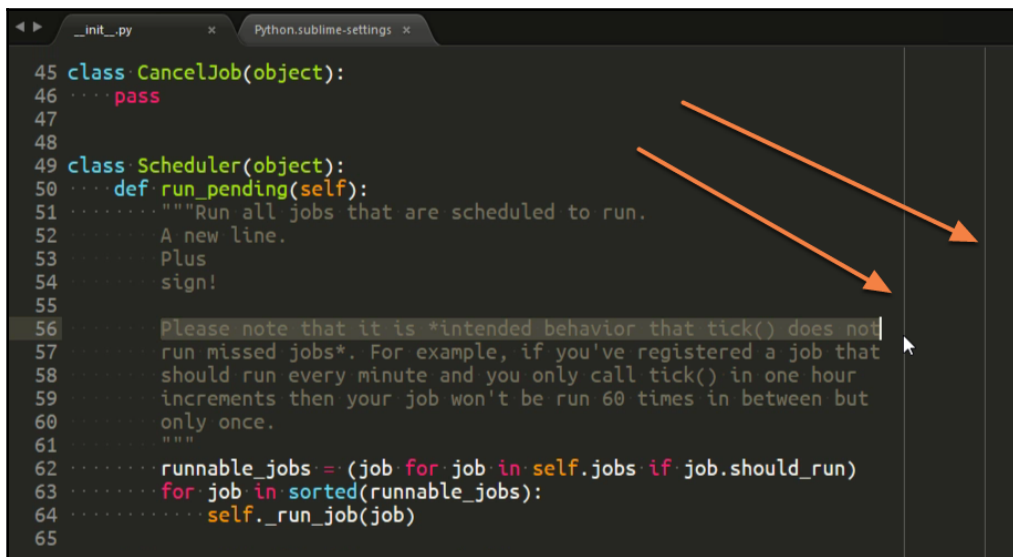 __init__.py × Python.sublime-settings ×
45 class CancelJob(object):
46     pass
47
48
49 class Scheduler(object):
50     def run_pending(self):
51         """Run all jobs that are scheduled to run.
52         A new line.
53         Plus
54         sign!
55
56         Please note that it is *intended behavior that tick() does not
57         run missed jobs*. For example, if you've registered a job that
58         should run every minute and you only call tick() in one hour
59         increments then your job won't be run 60 times in between but
60         only once.
61         """
62         runnable_jobs = (job for job in self.jobs if job.should_run)
63         for job in sorted(runnable_jobs):
64             self._run_job(job)
65